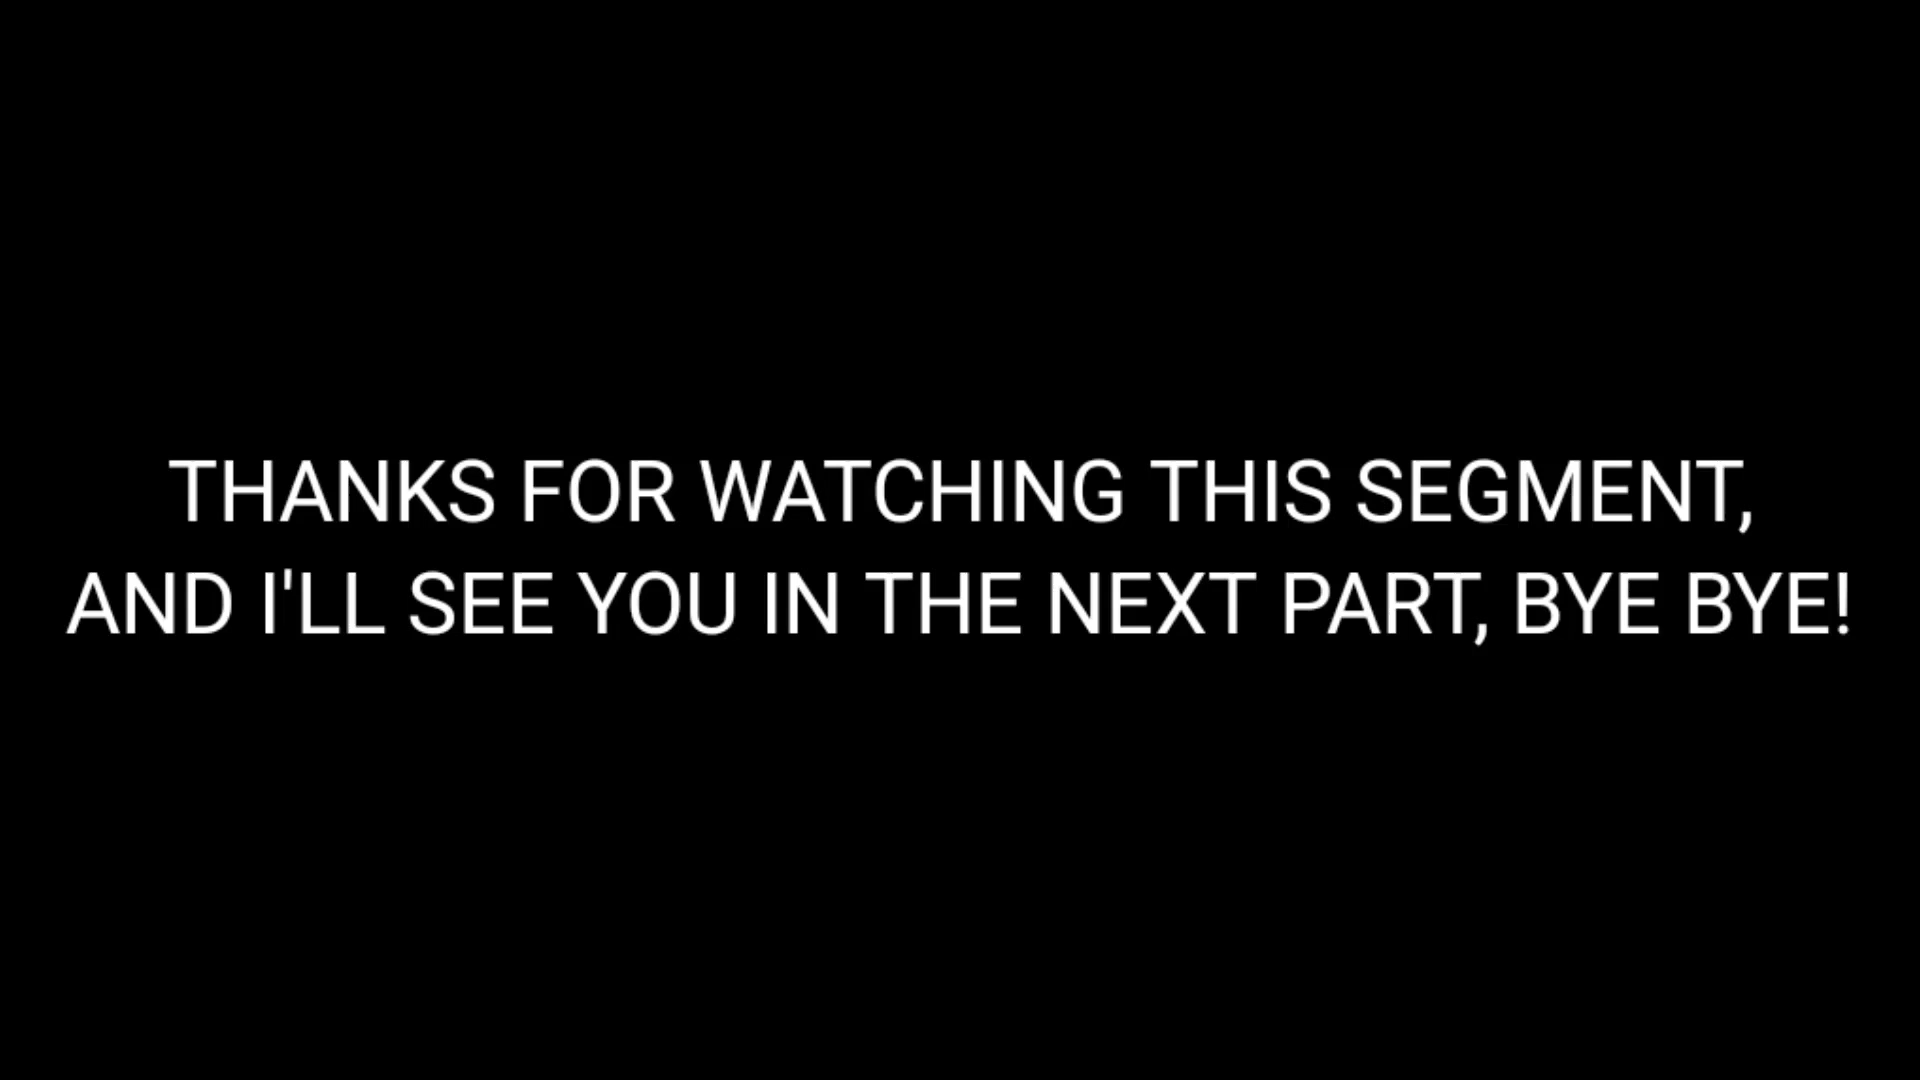 THANKS FOR WATCHING THIS SEGMENT,
AND I'LL SEE YOU IN THE NEXT PART, BYE BYE!